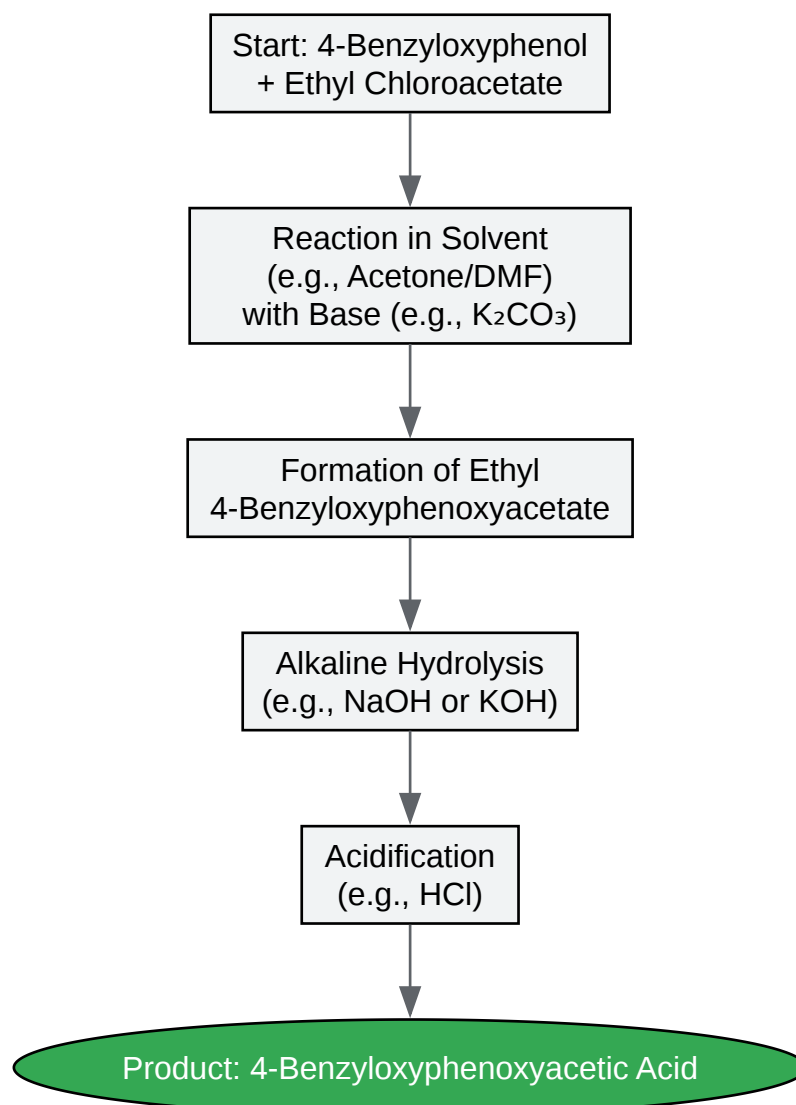 Start: 4-Benzyloxyphenol
+ Ethyl Chloroacetate
Reaction in Solvent
(e.g., Acetone/DMF)
with Base (e.g., K₂CO₃)
Formation of Ethyl
4-Benzyloxyphenoxyacetate
Alkaline Hydrolysis
(e.g., NaOH or KOH)
Acidification
(e.g., HCl)
Product: 4-Benzyloxyphenoxyacetic Acid